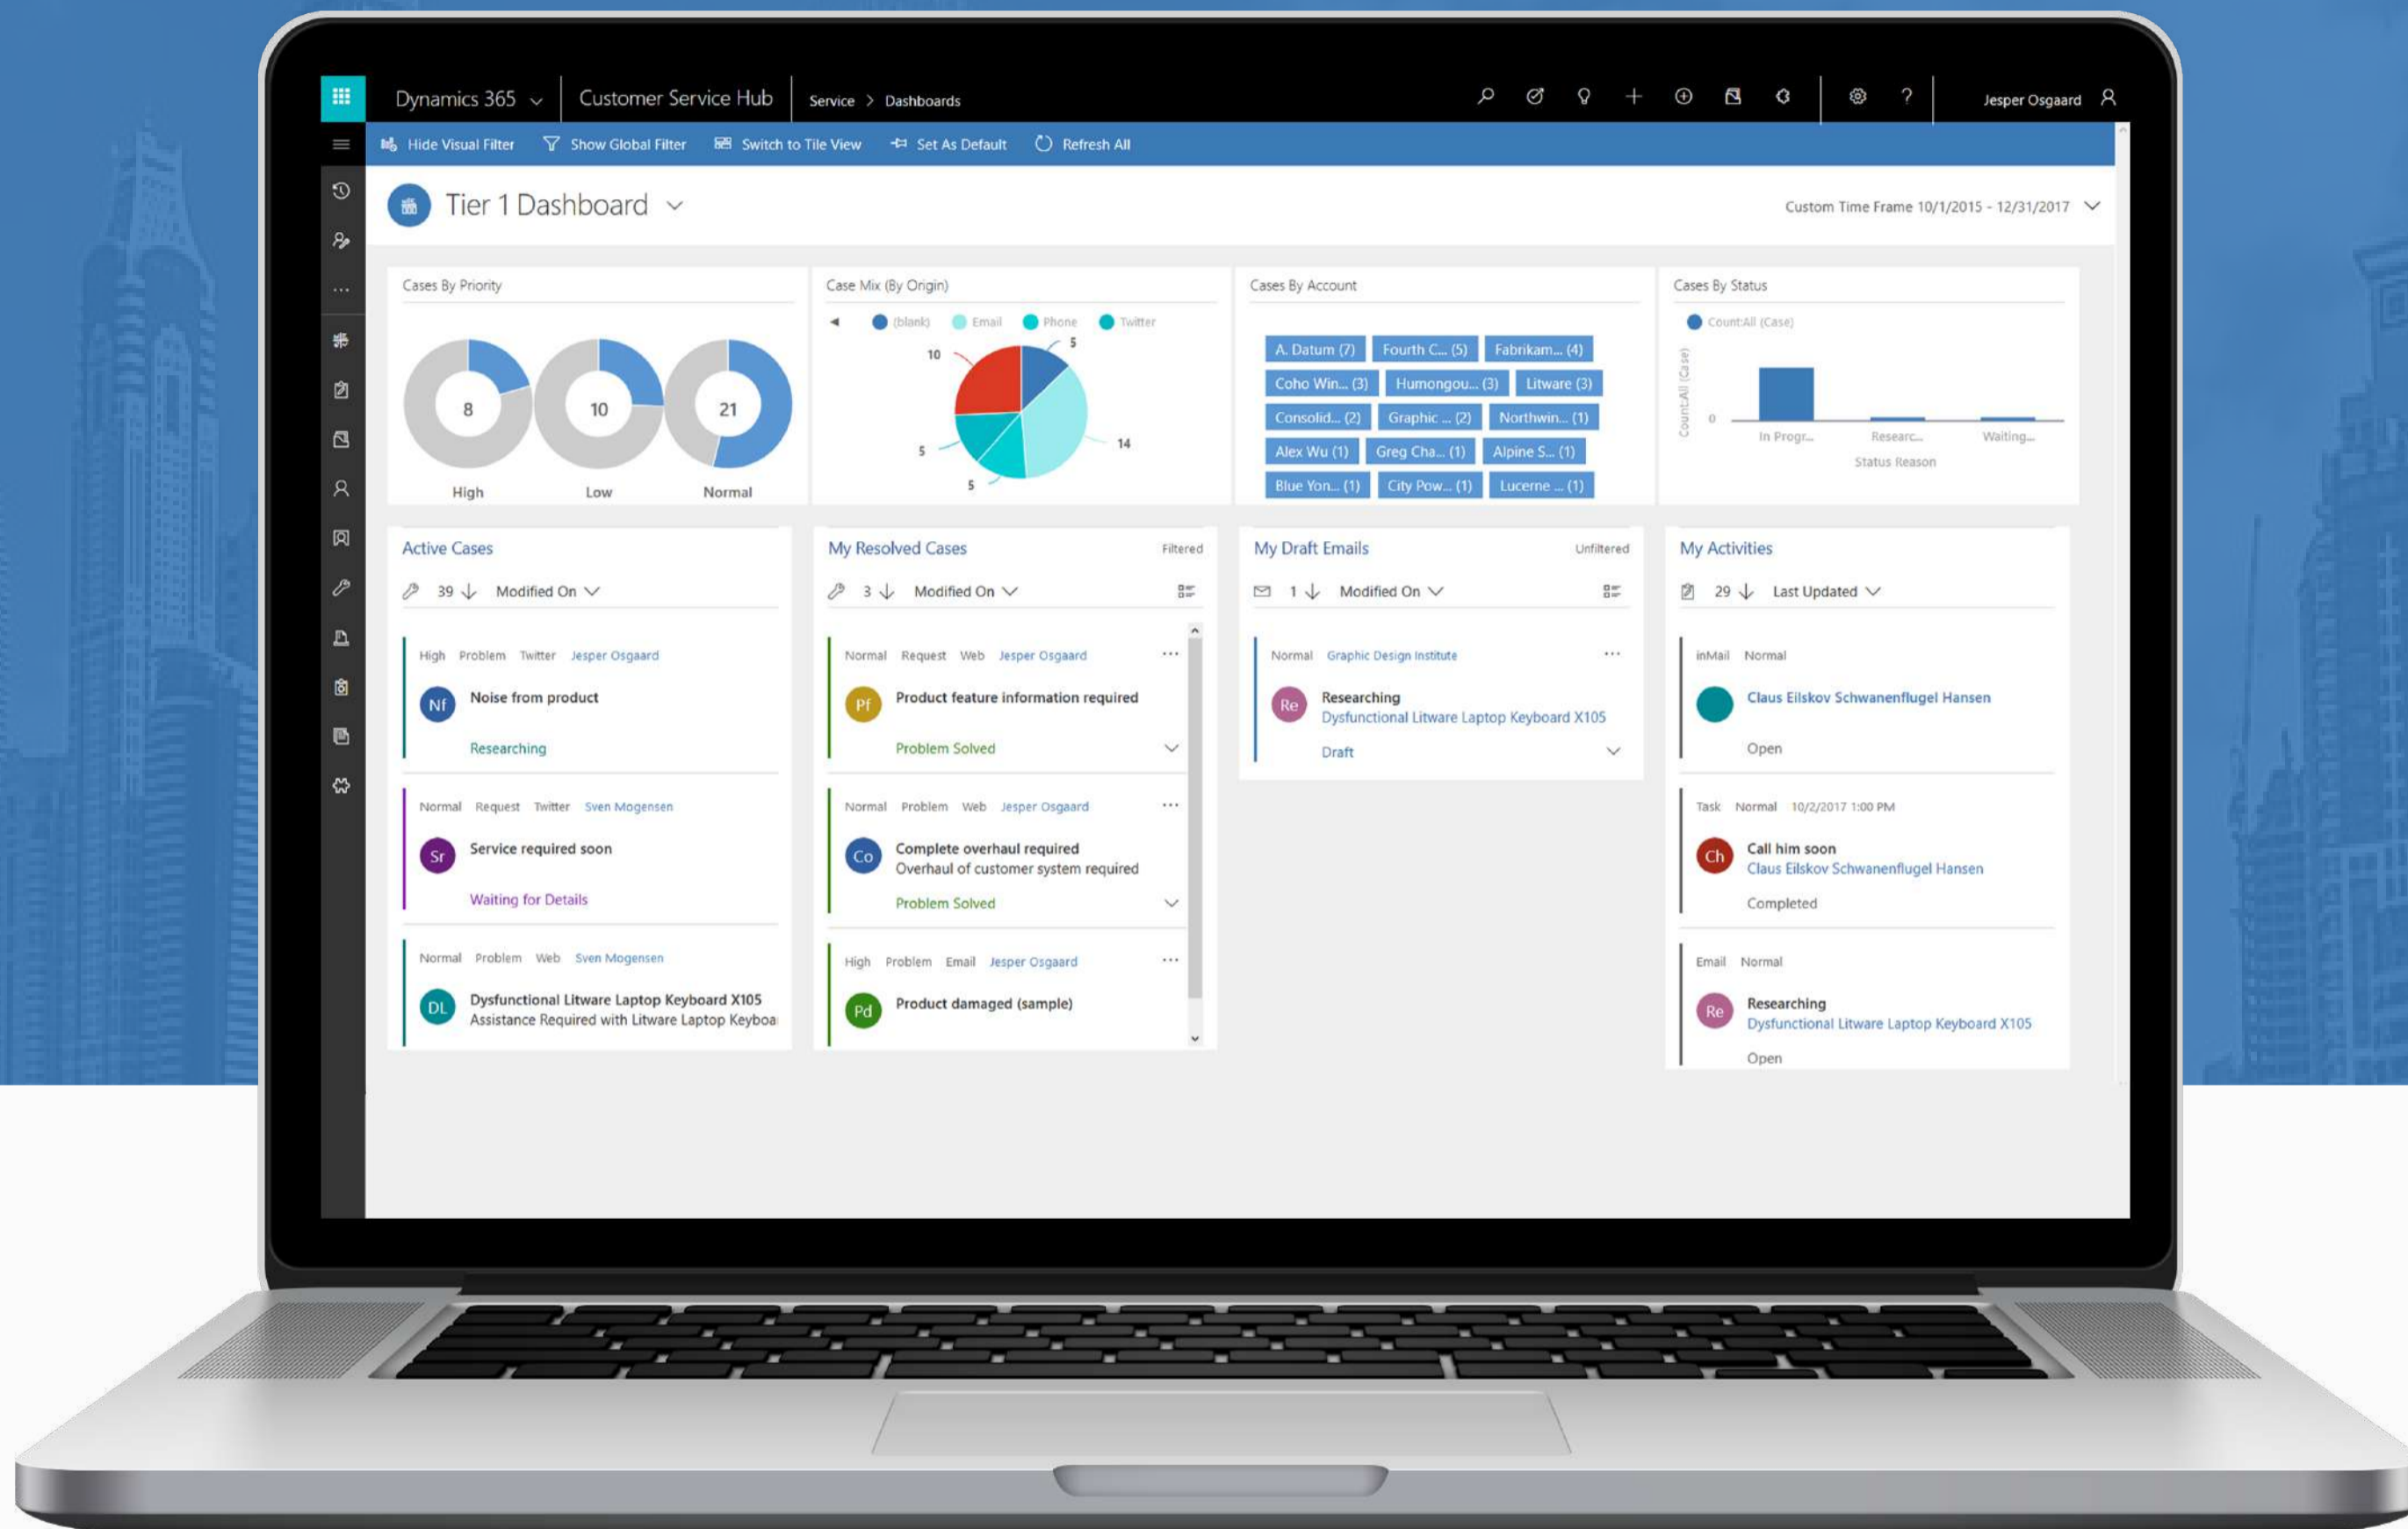 Dynamics 365
Customer Service Hub
Service > Dashboards
?
Jesper Osgaard
Hide Visual Filter
Show Global Filter
Switch to Tile View
Set As Default
Refresh All
Tier 1 Dashboard
Custom Time Frame 10/1/2015 - 12/31/2017
Cases By Priority
8
10
21
High
Low
Normal
Case Mix (By Origin)
(blank) Email Phone Twitter
10
5
14
5
5
Cases By Account
A. Datum (7) Fourth C... (5) Fabrikam... (4)
Coho Win... (3) Humongou... (3) Litware (3)
Consolid... (2) Graphic ... (2) Northwin... (1)
Alex Wu (1) Greg Cha... (1) Alpine S... (1)
Blue Yon... (1) City Pow... (1) Lucerne ... (1)
Cases By Status
Count:All (Case)
Count:All (Case)
0
In Progr... Researc... Waiting...
Status Reason
Active Cases
39 Modified On
High Problem Twitter Jesper Osgaard
Nf
Noise from product
Researching
Normal Request Twitter Sven Mogensen
Sr
Service required soon
Waiting for Details
Normal Problem Web Sven Mogensen
DL
Dysfunctional Litware Laptop Keyboard X105
Assistance Required with Litware Laptop Keyboa
My Resolved Cases
Filtered
3 Modified On
Normal Request Web Jesper Osgaard ...
Pf
Product feature information required
Problem Solved
Normal Problem Web Jesper Osgaard ...
Co
Complete overhaul required
Overhaul of customer system required
Problem Solved
High Problem Email Jesper Osgaard ...
Pd
Product damaged (sample)
My Draft Emails
Unfiltered
1 Modified On
Normal Graphic Design Institute ...
Re
Researching
Dysfunctional Litware Laptop Keyboard X105
Draft
My Activities
29 Last Updated
inMail Normal
Claus Eilskov Schwanenflugel Hansen
Open
Task Normal 10/2/2017 1:00 PM
Ch
Call him soon
Claus Eilskov Schwanenflugel Hansen
Completed
Email Normal
Re
Researching
Dysfunctional Litware Laptop Keyboard X105
Open